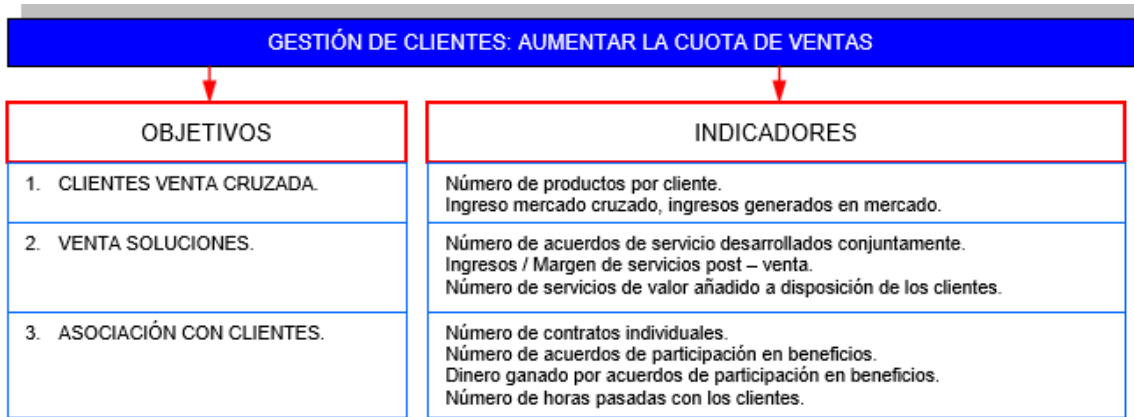 GESTIÓN DE CLIENTES: AUMENTAR LA CUOTA DE VENTAS
OBJETIVOS
INDICADORES
1. CLIENTES VENTA CRUZADA.
Número de productos por cliente.
Ingreso mercado cruzado, ingresos generados en mercado.
2. VENTA SOLUCIONES.
Número de acuerdos de servicio desarrollados conjuntamente.
Ingresos / Margen de servicios post – venta.
Número de servicios de valor añadido a disposición de los clientes.
3. ASOCIACIÓN CON CLIENTES.
Número de contratos individuales.
Número de acuerdos de participación en beneficios.
Dinero ganado por acuerdos de participación en beneficios.
Número de horas pasadas con los clientes.